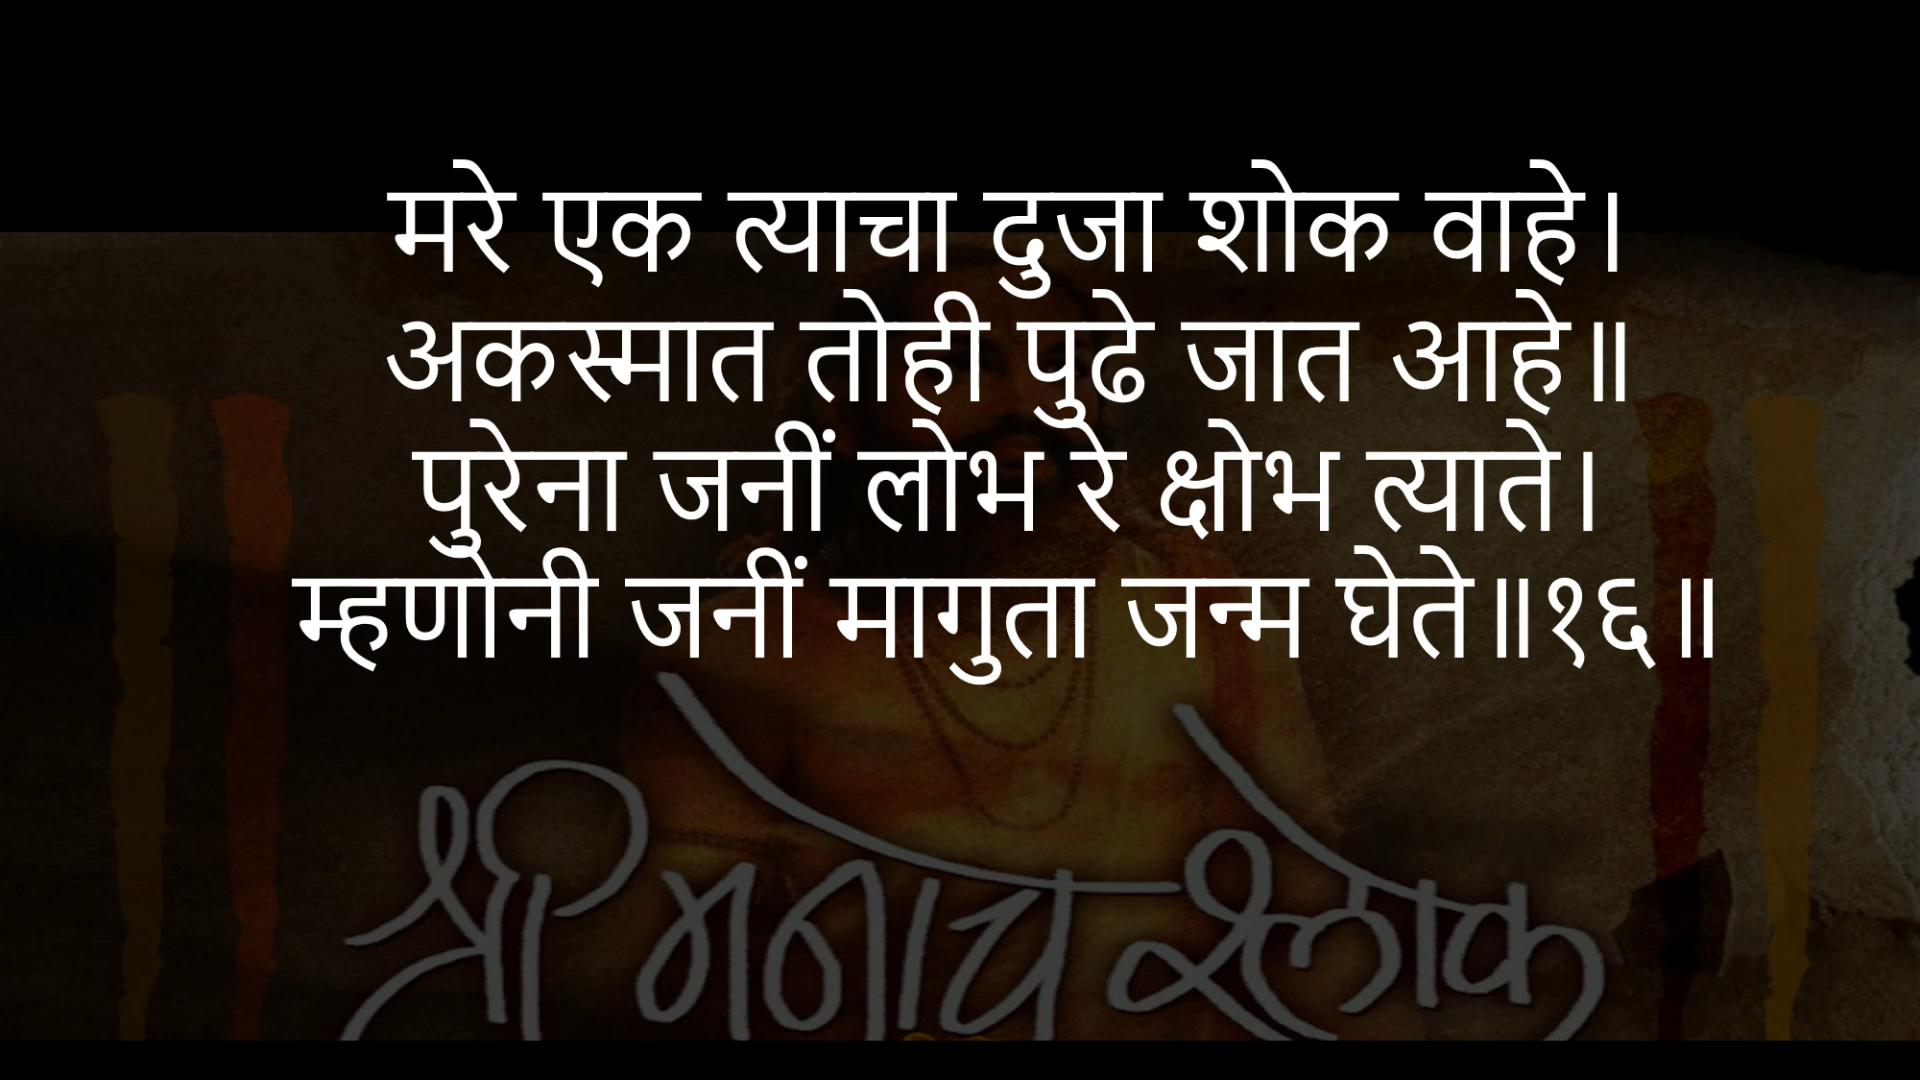 मरे एक त्याचा दुजा शोक वाहे।
अकस्मात तोही पुढे जात आहे॥
पुरेना जनीं लोभ रे क्षोभ त्याते।
म्हणोनी जनीं मागुता जन्म घेते॥१६॥
श्री मनाचे श्लोक